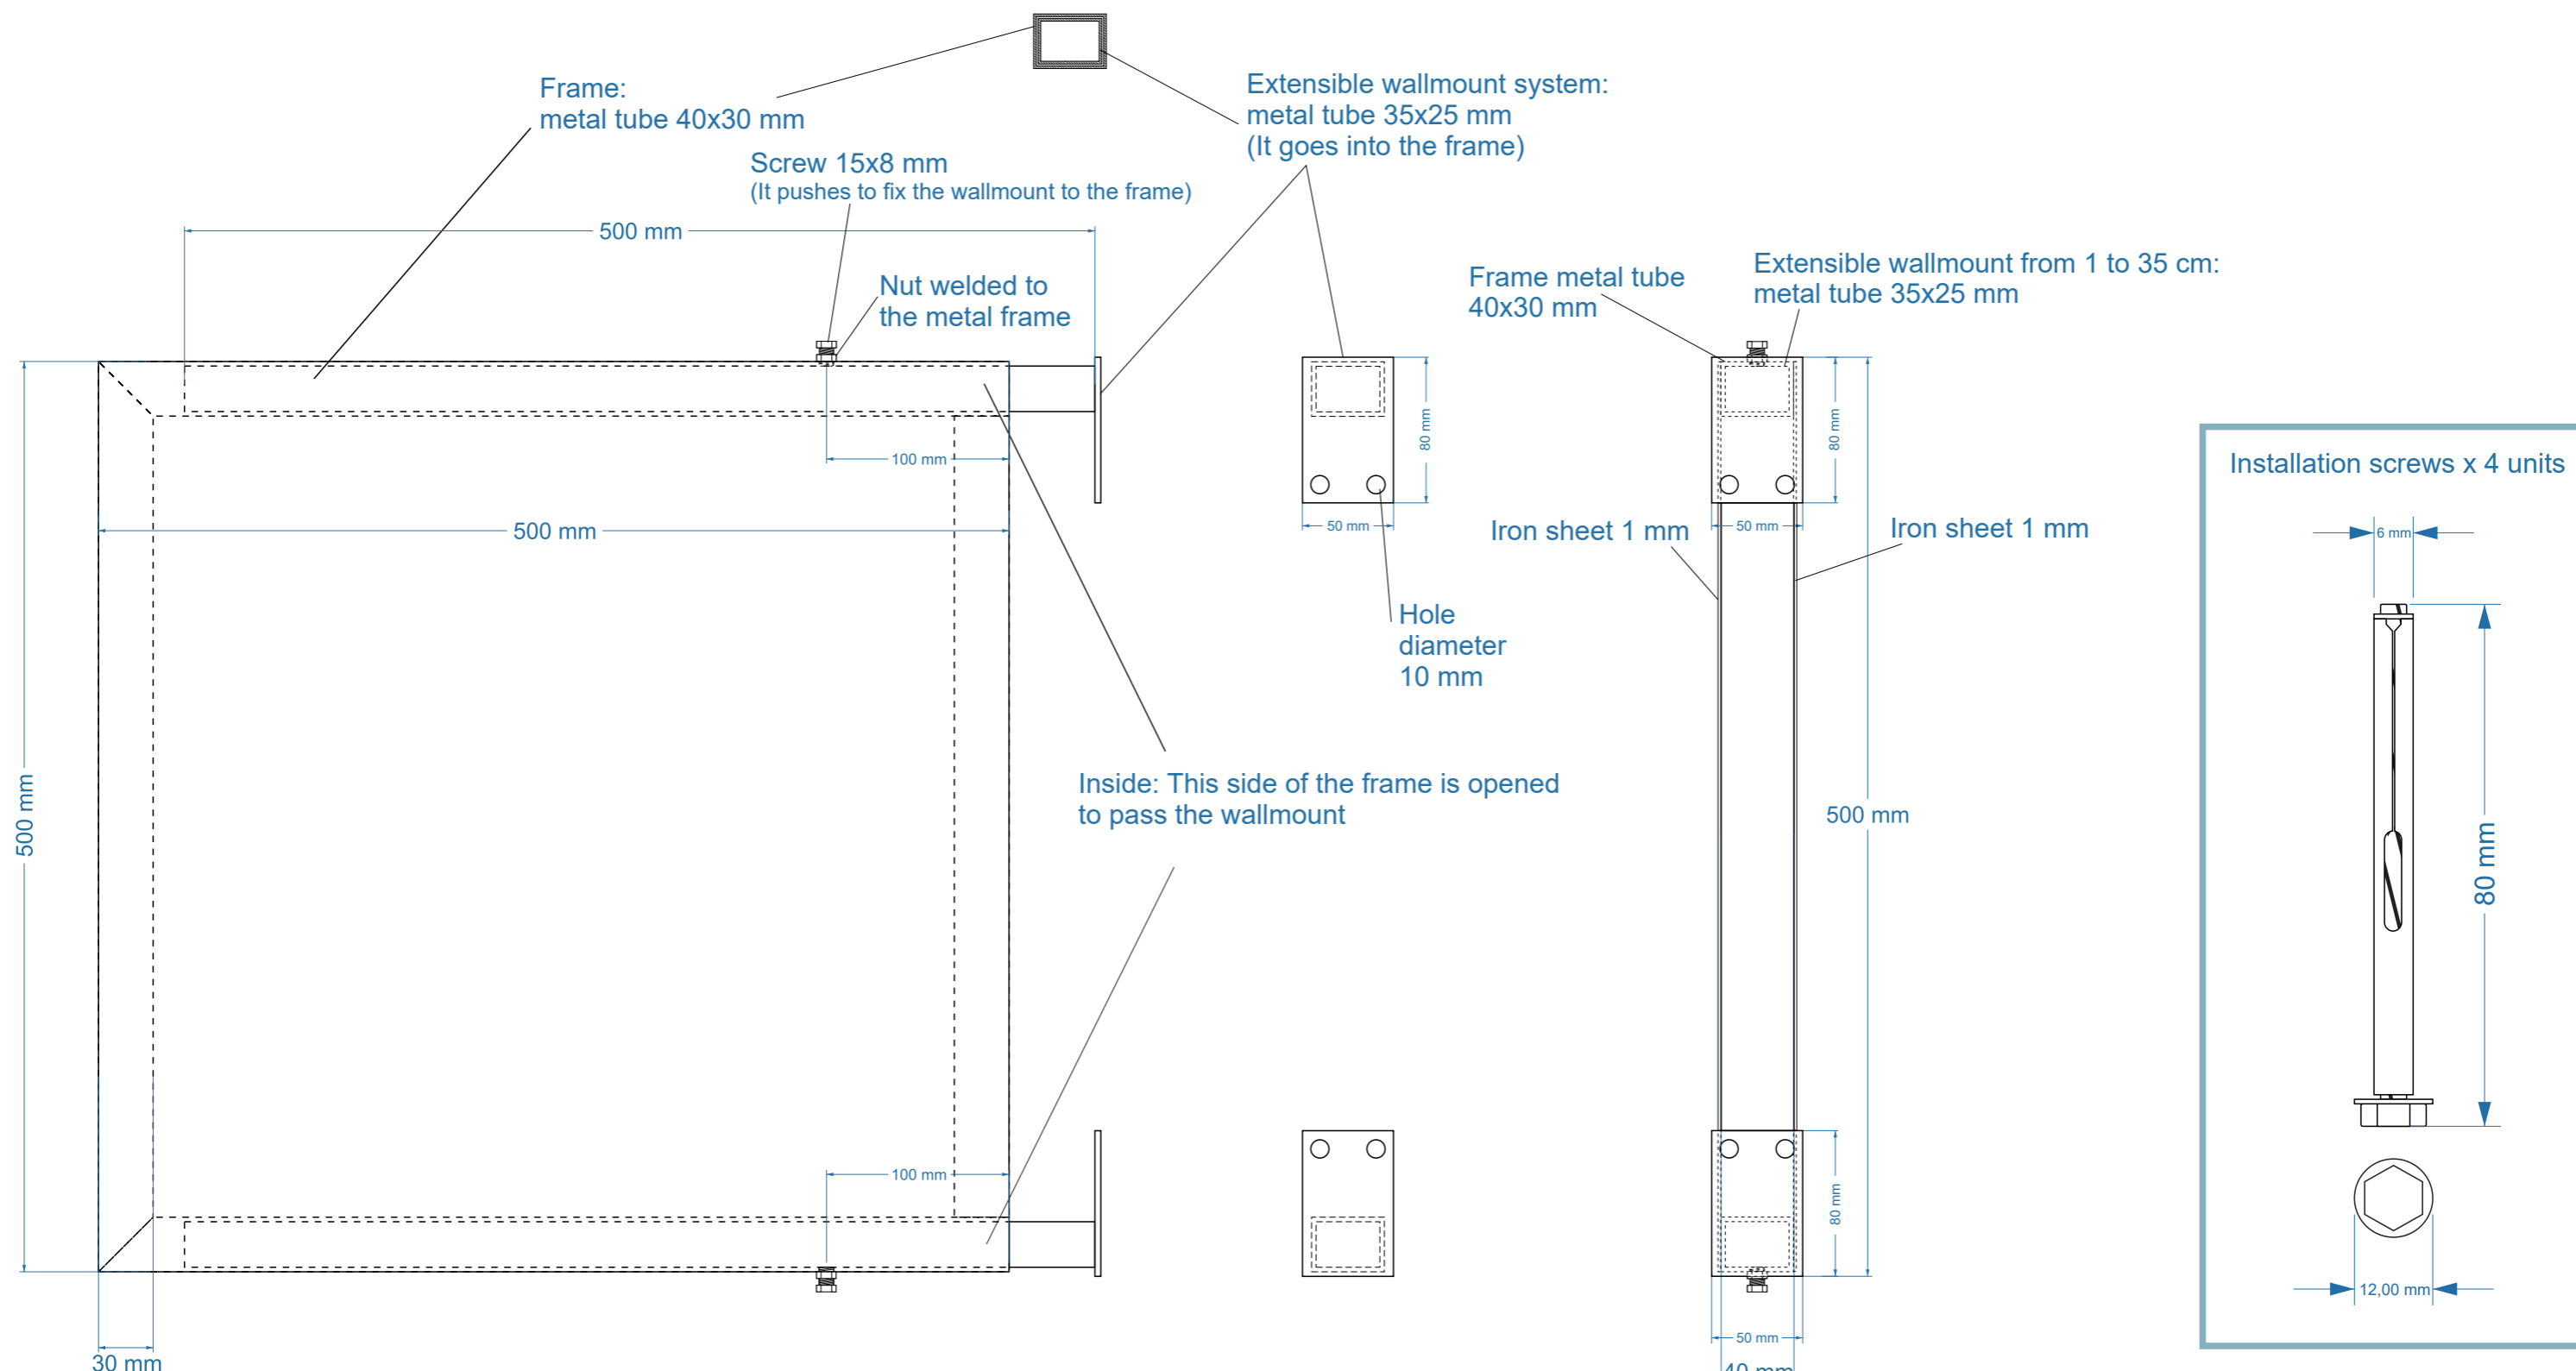 Frame:
metal tube 40x30 mm
Extensible wallmount system:
metal tube 35x25 mm
(It goes into the frame)
Screw 15x8 mm
(It pushes to fix the wallmount to the frame)
500 mm
Nut welded to
the metal frame
Frame metal tube
40x30 mm
Extensible wallmount from 1 to 35 cm:
metal tube 35x25 mm
80 mm
80 mm
100 mm
Installation screws x 4 units
500 mm
50 mm
Iron sheet 1 mm
50 mm
Iron sheet 1 mm
6 mm
Hole
diameter
10 mm
Inside: This side of the frame is opened
to pass the wallmount
500 mm
500 mm
80 mm
100 mm
80 mm
12,00 mm
50 mm
30 mm
40 mm